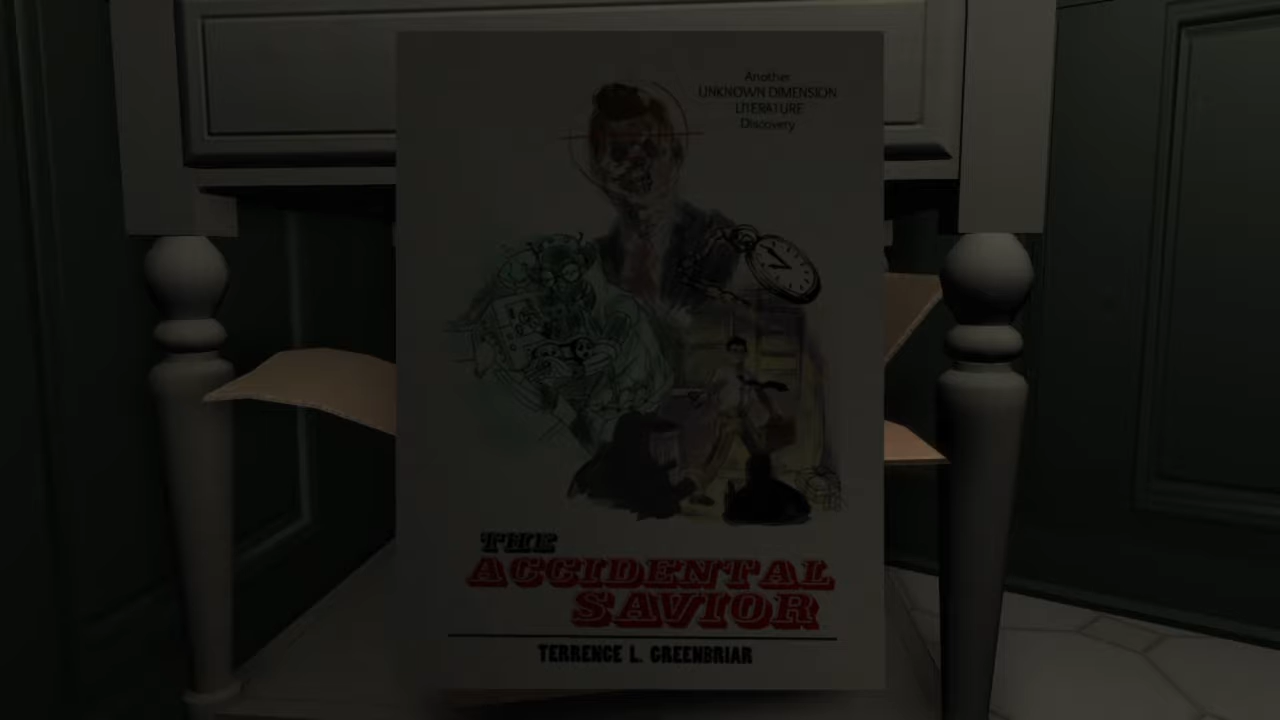 Another
UNKNOWN DIMENSION
LITERATURE
Discovery
THE
ACCIDENTAL
SAVIOR
TERRENCE L. GREENBRIAR